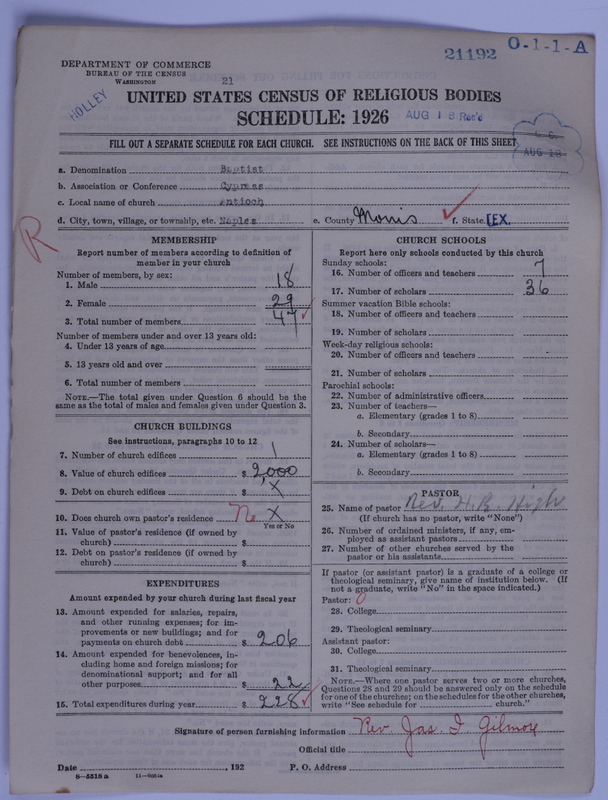 21192 O-1-1-A
DEPARTMENT OF COMMERCE
BUREAU OF THE CENSUS
WASHINGTON
21
HOLLEY
UNITED STATES CENSUS OF RELIGIOUS BODIES
SCHEDULE: 1926
AUG 18 Rec'd
FILL OUT A SEPARATE SCHEDULE FOR EACH CHURCH. SEE INSTRUCTIONS ON THE BACK OF THIS SHEET
AUG 18
a. Denomination Baptist
b. Association or Conference Cypress
c. Local name of church Antioch
d. City, town, village, or township, etc. Naples e. County Morris f. State TEX.
R
MEMBERSHIP
Report number of members according to definition of
member in your church
Number of members, by sex:
1. Male 18
2. Female 29
3. Total number of members 47
Number of members under and over 13 years old:
4. Under 13 years of age
5. 13 years old and over
6. Total number of members
NOTE.—The total given under Question 6 should be the
same as the total of males and females given under Question 3.
CHURCH BUILDINGS
See instructions, paragraphs 10 to 12
7. Number of church edifices 1
8. Value of church edifices $ 2,000
9. Debt on church edifices $ X
10. Does church own pastor's residence No X
Yes or No
11. Value of pastor's residence (if owned by
church) $
12. Debt on pastor's residence (if owned by
church) $
EXPENDITURES
Amount expended by your church during last fiscal year
13. Amount expended for salaries, repairs,
and other running expenses; for im-
provements or new buildings; and for
payments on church debt $ 206
14. Amount expended for benevolences, in-
cluding home and foreign missions; for
denominational support; and for all
other purposes $ 22
15. Total expenditures during year $ 228
CHURCH SCHOOLS
Report here only schools conducted by this church
Sunday schools:
16. Number of officers and teachers 7
17. Number of scholars 36
Summer vacation Bible schools:
18. Number of officers and teachers
19. Number of scholars
Week-day religious schools:
20. Number of officers and teachers
21. Number of scholars
Parochial schools:
22. Number of administrative officers
23. Number of teachers—
a. Elementary (grades 1 to 8)
b. Secondary
24. Number of scholars—
a. Elementary (grades 1 to 8)
b. Secondary
PASTOR
25. Name of pastor Rev. H. R. High
(If church has no pastor, write "None")
26. Number of ordained ministers, if any, em-
ployed as assistant pastors
27. Number of other churches served by the
pastor or his assistants
If pastor (or assistant pastor) is a graduate of a college or
theological seminary, give name of institution below. (If
not a graduate, write "No" in the space indicated.)
Pastor: 0
28. College
29. Theological seminary
Assistant pastor:
30. College
31. Theological seminary
NOTE.—Where one pastor serves two or more churches,
Questions 28 and 29 should be answered only on the schedule
for one of the churches; on the schedules for the other churches,
write "See schedule for church."
Signature of person furnishing information Rev. Jas. I. Gilmore
Official title
Date , 192 P. O. Address
8—5518a 11—9051a